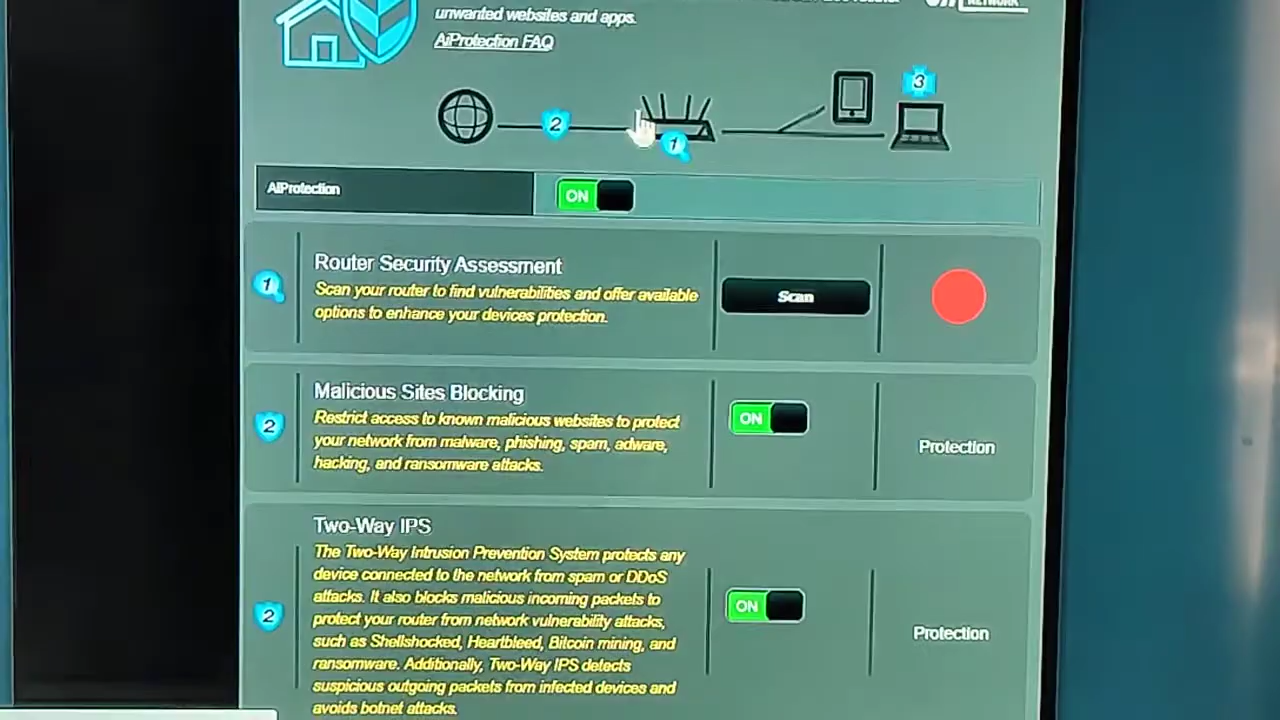 unwanted websites and apps.
NETWORK
AiProtection FAQ
3
2
1
AiProtection
ON
1
Router Security Assessment
Scan your router to find vulnerabilities and offer available
options to enhance your devices protection.
Scan
2
Malicious Sites Blocking
Restrict access to known malicious websites to protect
your network from malware, phishing, spam, adware,
hacking, and ransomware attacks.
ON
Protection
2
Two-Way IPS
The Two-Way Intrusion Prevention System protects any
device connected to the network from spam or DDoS
attacks. It also blocks malicious incoming packets to
protect your router from network vulnerability attacks,
such as Shellshocked, Heartbleed, Bitcoin mining, and
ransomware. Additionally, Two-Way IPS detects
suspicious outgoing packets from infected devices and
avoids botnet attacks.
ON
Protection